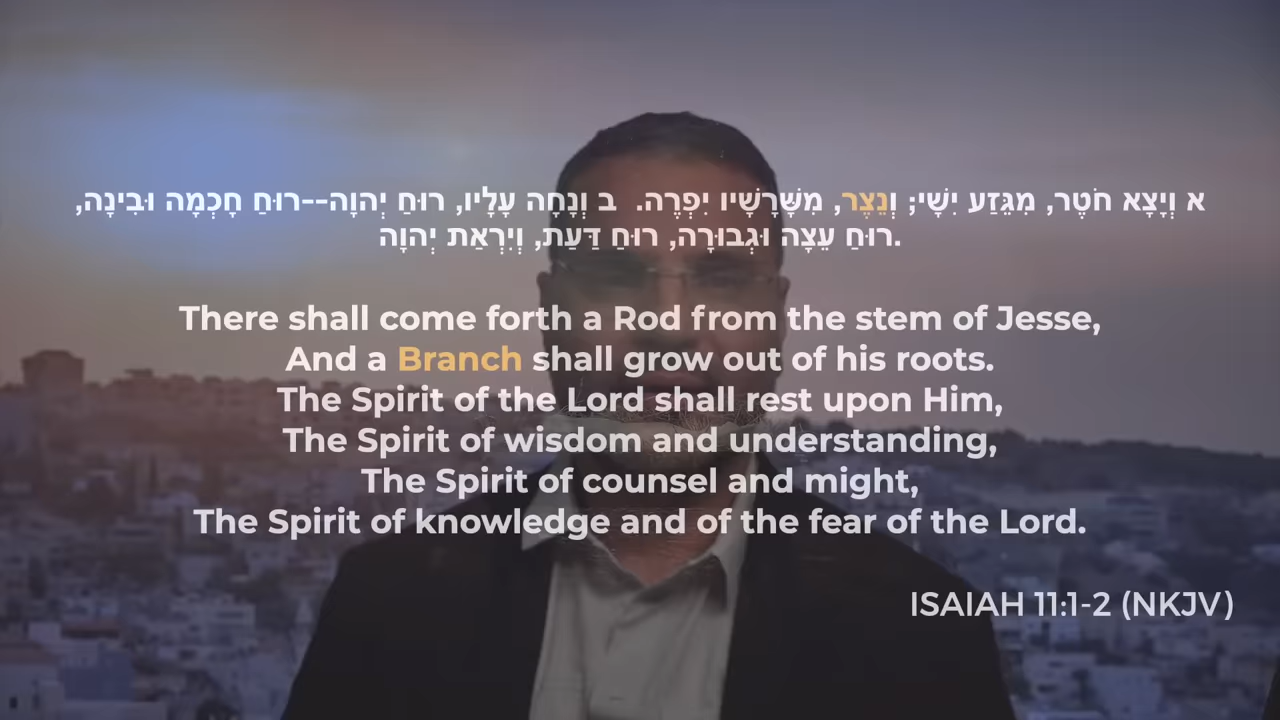 א וְיָצָא חֹטֶר, מִגֵּזַע יִשָׁי; וְנֵצֶר, מִשָּׁרָשָׁיו יִפְרֶה. ב וְנָחָה עָלָיו, רוּחַ יְהוָה--רוּחַ חָכְמָה וּבִינָה,
רוּחַ עֵצָה וּגְבוּרָה, רוּחַ דַּעַת, וְיִרְאַת יְהוָה.
There shall come forth a Rod from the stem of Jesse,
And a Branch shall grow out of his roots.
The Spirit of the Lord shall rest upon Him,
The Spirit of wisdom and understanding,
The Spirit of counsel and might,
The Spirit of knowledge and of the fear of the Lord.
ISAIAH 11:1-2 (NKJV)